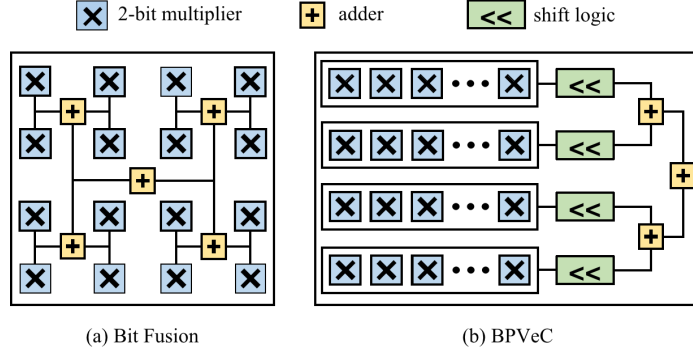 2-bit multiplier adder << shift logic
<<
<<
<<
<<
(a) Bit Fusion (b) BPVeC